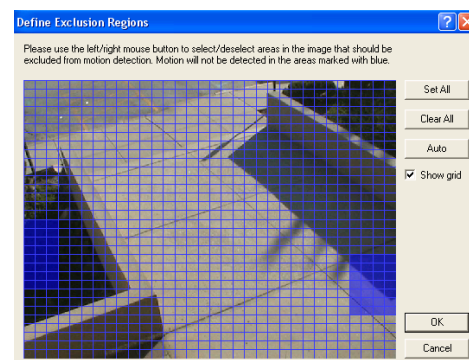 Define Exclusion Regions
Please use the left/right mouse button to select/deselect areas in the image that should be
excluded from motion detection. Motion will not be detected in the areas marked with blue.
Set All
Clear All
Auto
Show grid
OK
Cancel